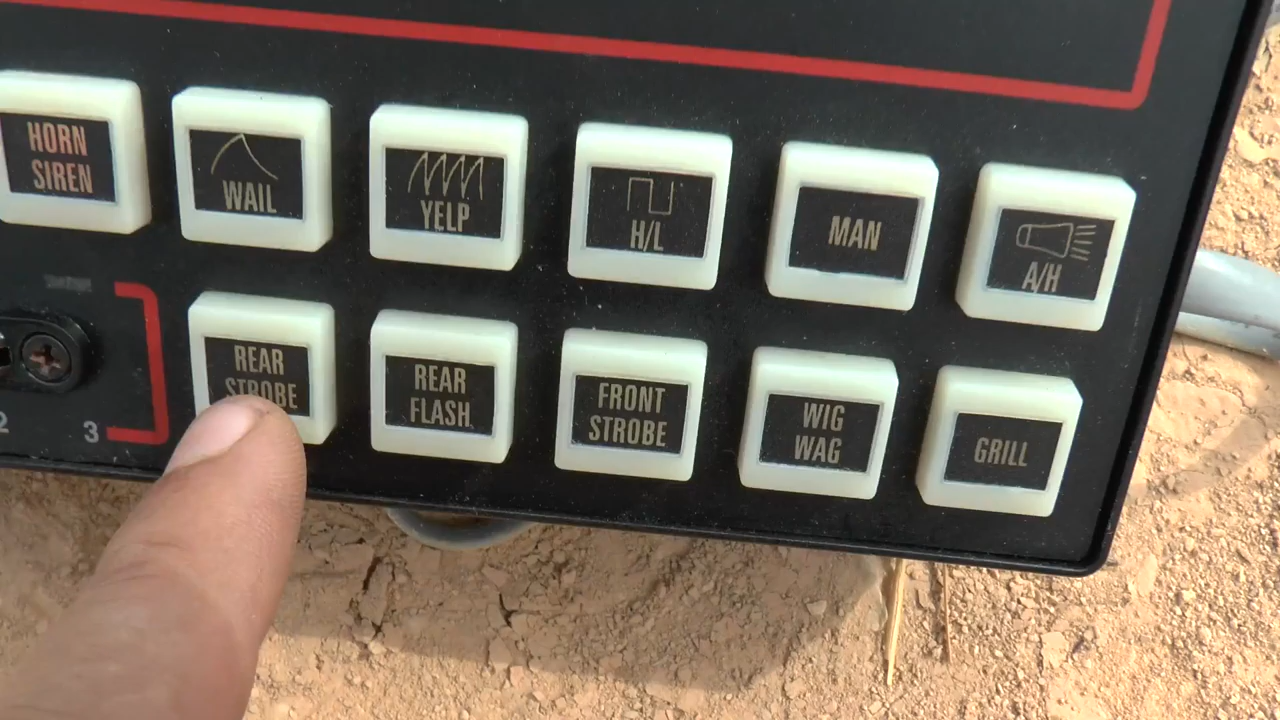 HORN
SIREN
WAIL
YELP
H/L
MAN
A/H
2
3
REAR
STROBE
REAR
FLASH
FRONT
STROBE
WIG
WAG
GRILL